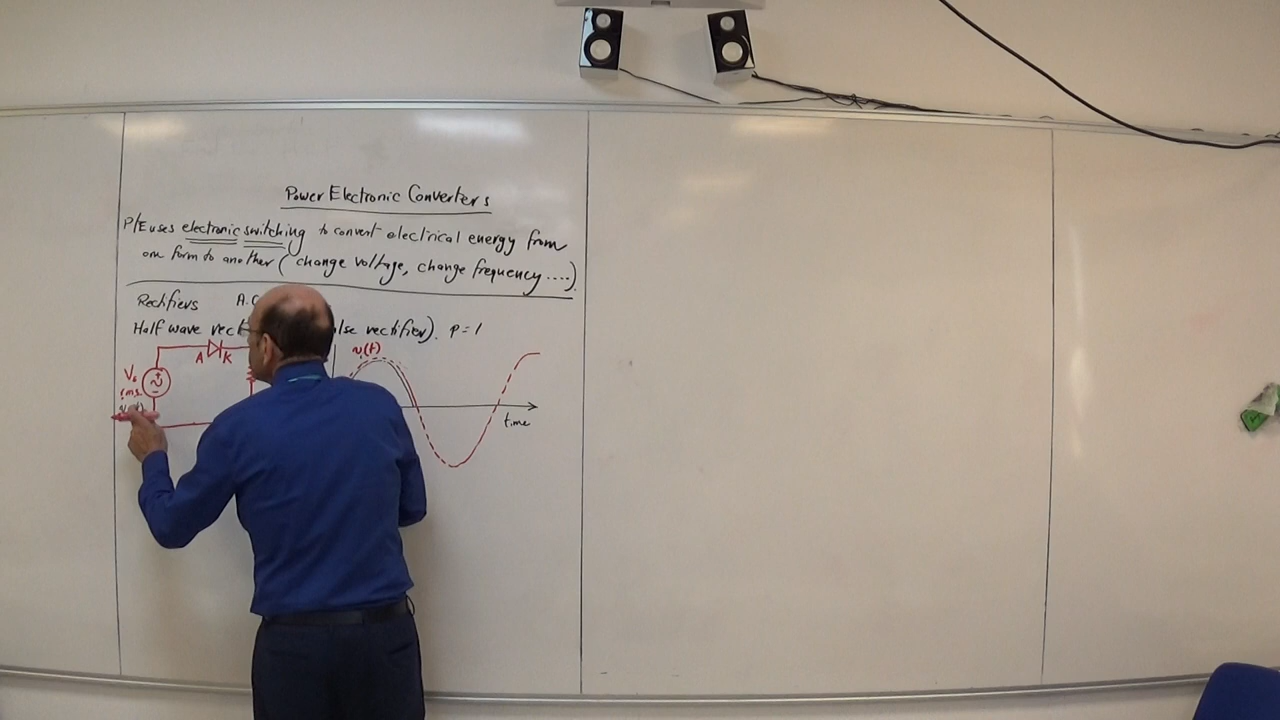 Power Electronic Converters
P/E uses electronic switching to convert electrical energy from
one form to another ( change voltage, change frequency ....).
Rectifiers A.C
Half wave rect lse rectifier). P = 1
A K
Vs
rms
time